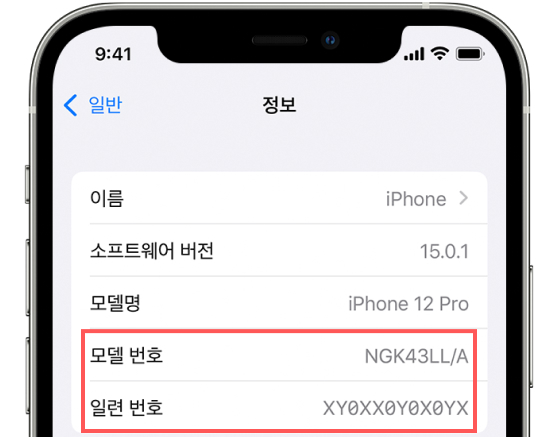 9:41
일반 정보
이름 iPhone
소프트웨어 버전 15.0.1
모델명 iPhone 12 Pro
모델 번호 NGK43LL/A
일련 번호 XY0XX0Y0X0YX